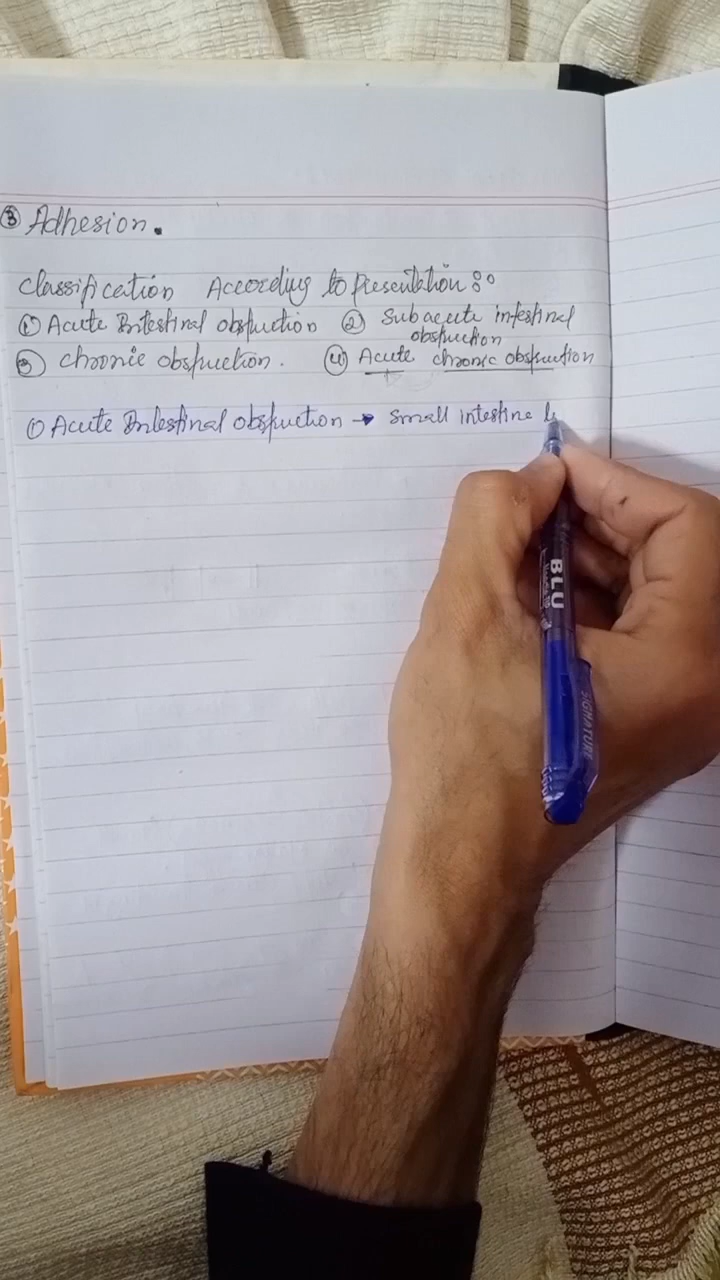 ③ Adhesion.
Classification According to Presentation :
① Acute Intestinal obstruction ② Subacute intestinal obstruction
③ chronic obstruction. ④ Acute chronic obstruction
① Acute Intestinal obstruction → Small intestine
BLU
SIGNATURE